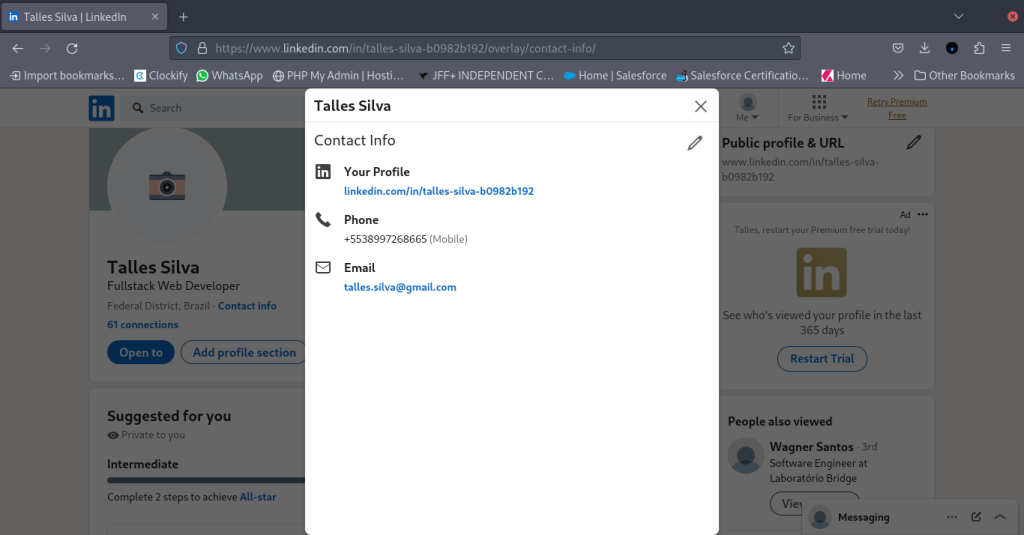 Talles Silva | LinkedIn
https://www.linkedin.com/in/talles-silva-b0982b192/overlay/contact-info/
Import bookmarks... Clockify WhatsApp PHP My Admin | Hosti... JFF+ INDEPENDENT C... Home | Salesforce Salesforce Certificatio... Home Other Bookmarks
in Search
Me For Business Retry Premium
Free
Talles Silva
Contact Info
Your Profile
linkedin.com/in/talles-silva-b0982b192
Phone
+5538997268665 (Mobile)
Email
talles.silva@gmail.com
Talles Silva
Fullstack Web Developer
Federal District, Brazil · Contact info
61 connections
Open to Add profile section
Suggested for you
Private to you
Intermediate
Complete 2 steps to achieve All-star
Public profile & URL
www.linkedin.com/in/talles-silva-
b0982b192
Ad
Talles, restart your Premium free trial today!
in
See who's viewed your profile in the last
365 days
Restart Trial
People also viewed
Wagner Santos · 3rd
Software Engineer at
Laboratório Bridge
Messaging